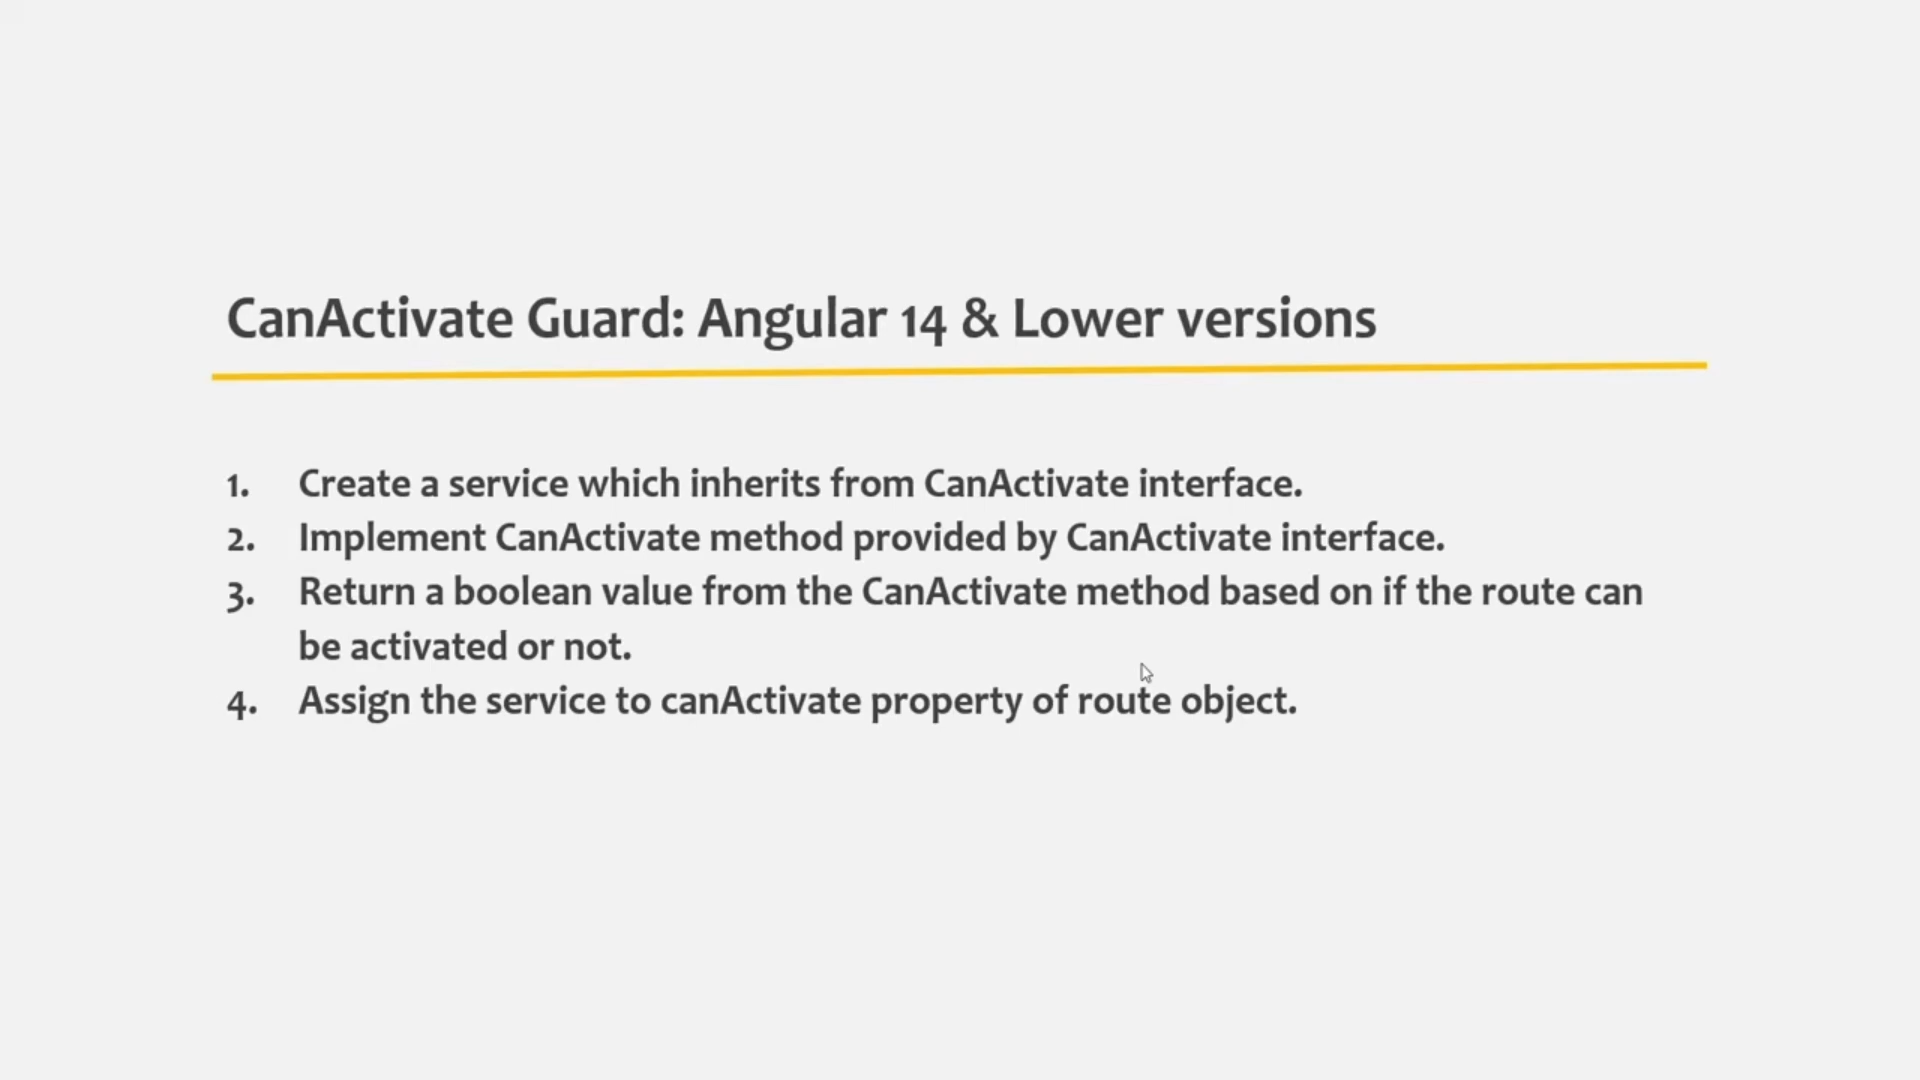 CanActivate Guard: Angular 14 & Lower versions
1. Create a service which inherits from CanActivate interface.
2. Implement CanActivate method provided by CanActivate interface.
3. Return a boolean value from the CanActivate method based on if the route can
be activated or not.
4. Assign the service to canActivate property of route object.